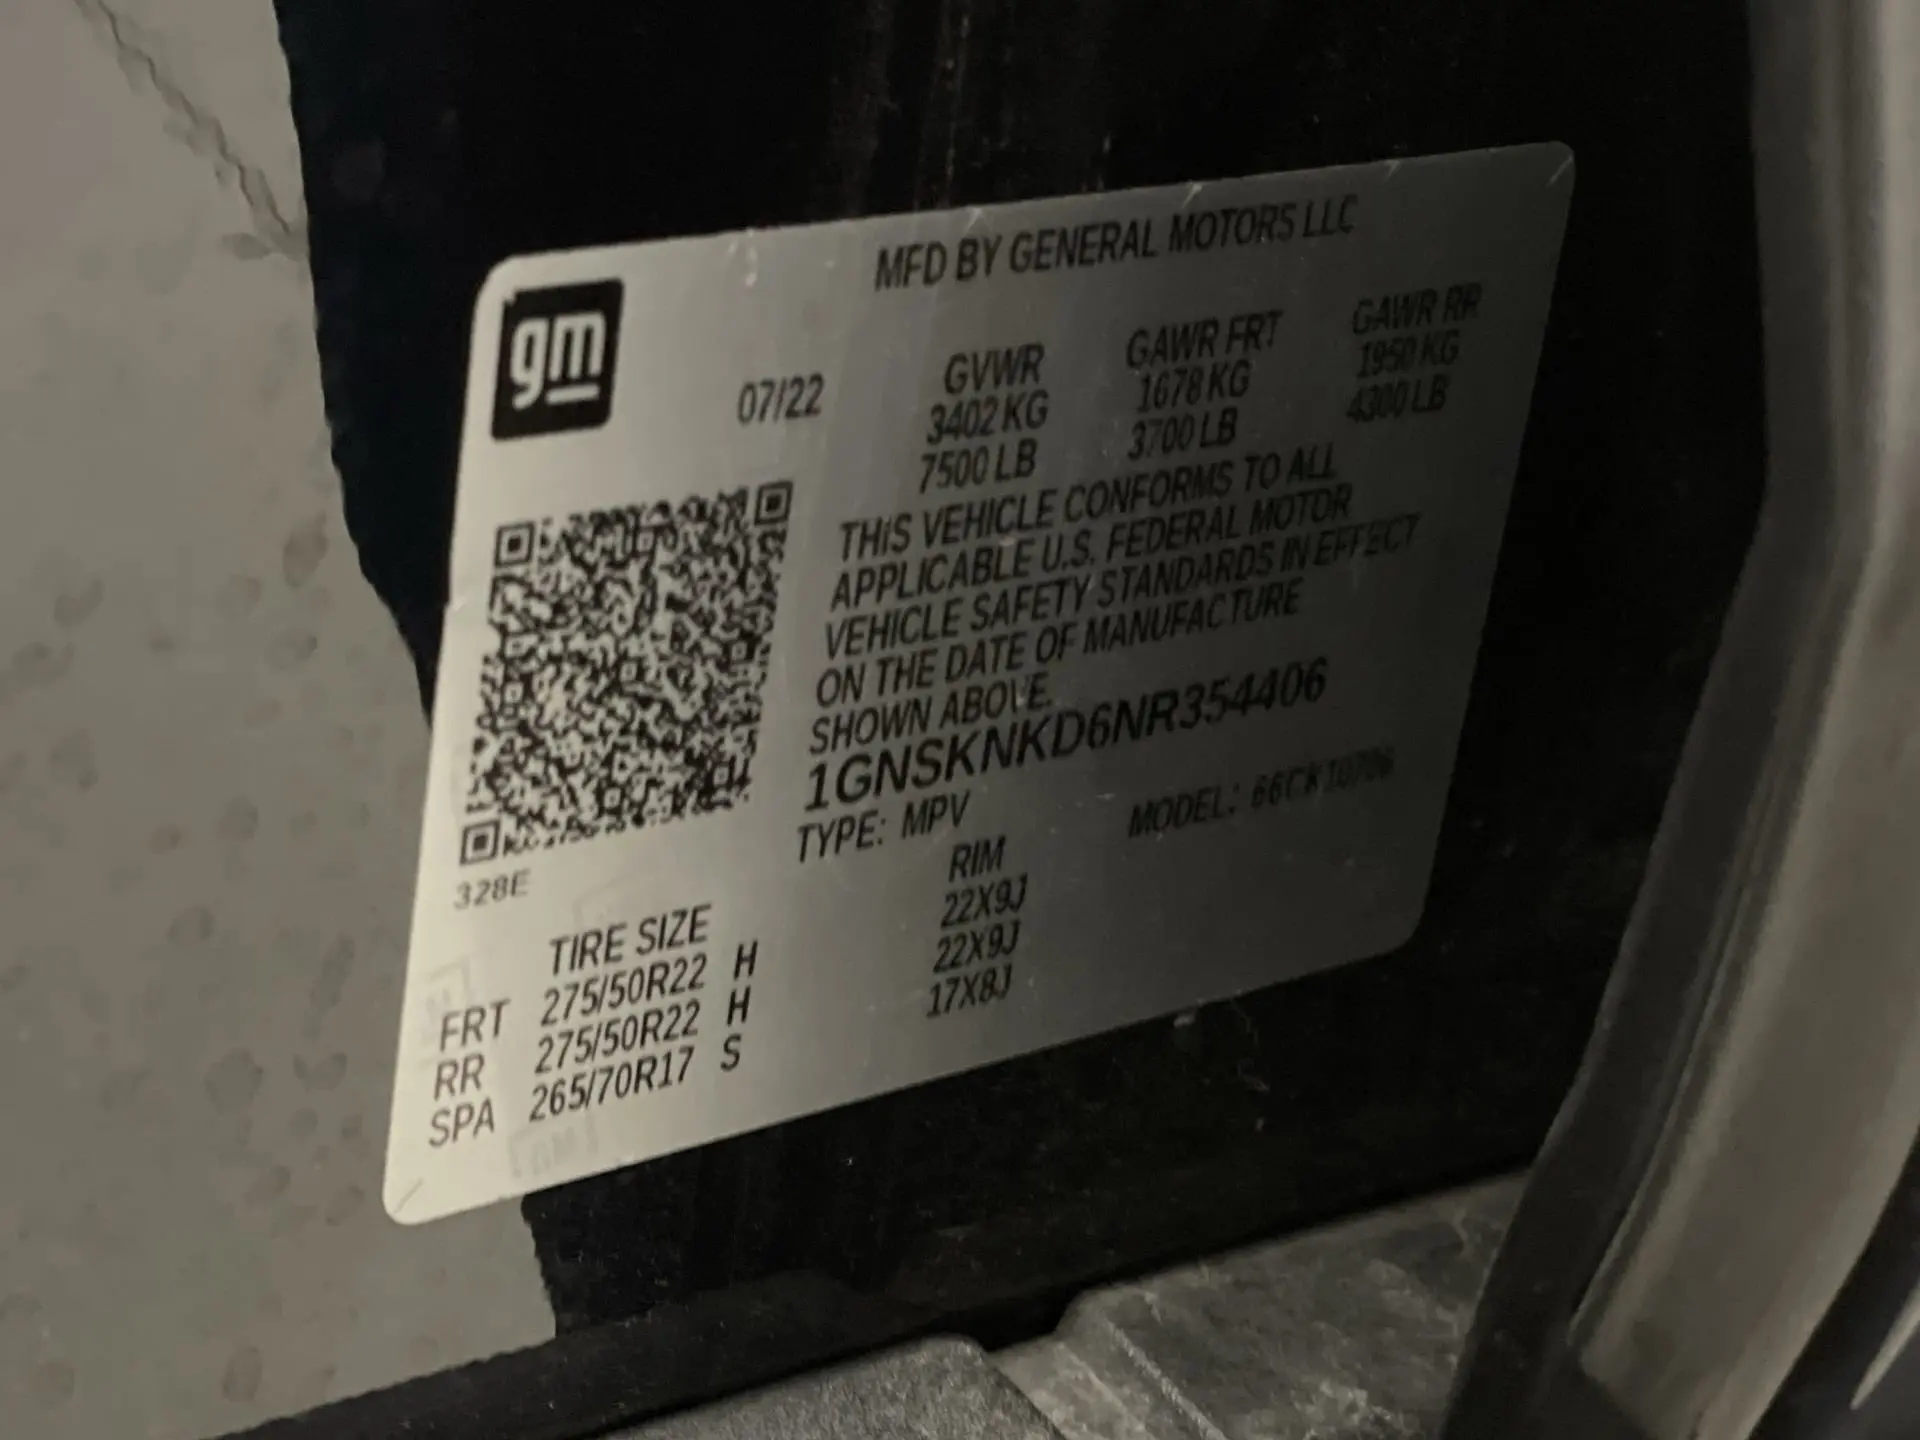 MFD BY GENERAL MOTORS LLC
gm
07/22
GVWR GAWR FRT GAWR RR
3402 KG 1678 KG 1950 KG
7500 LB 3700 LB 4300 LB
THIS VEHICLE CONFORMS TO ALL
APPLICABLE U.S. FEDERAL MOTOR
VEHICLE SAFETY STANDARDS IN EFFECT
ON THE DATE OF MANUFACTURE
SHOWN ABOVE.
1GNSKNKD6NR354406
TYPE: MPV MODEL:
328E
TIRE SIZE RIM
FRT 275/50R22 H 22X9J
RR 275/50R22 H 22X9J
SPA 265/70R17 S 17X8J